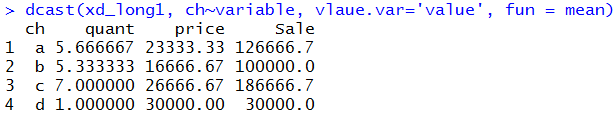 > dcast(xd_long1, ch~variable, vlaue.var='value', fun = mean)
ch quant price Sale
1 a 5.666667 23333.33 126666.7
2 b 5.333333 16666.67 100000.0
3 c 7.000000 26666.67 186666.7
4 d 1.000000 30000.00 30000.0